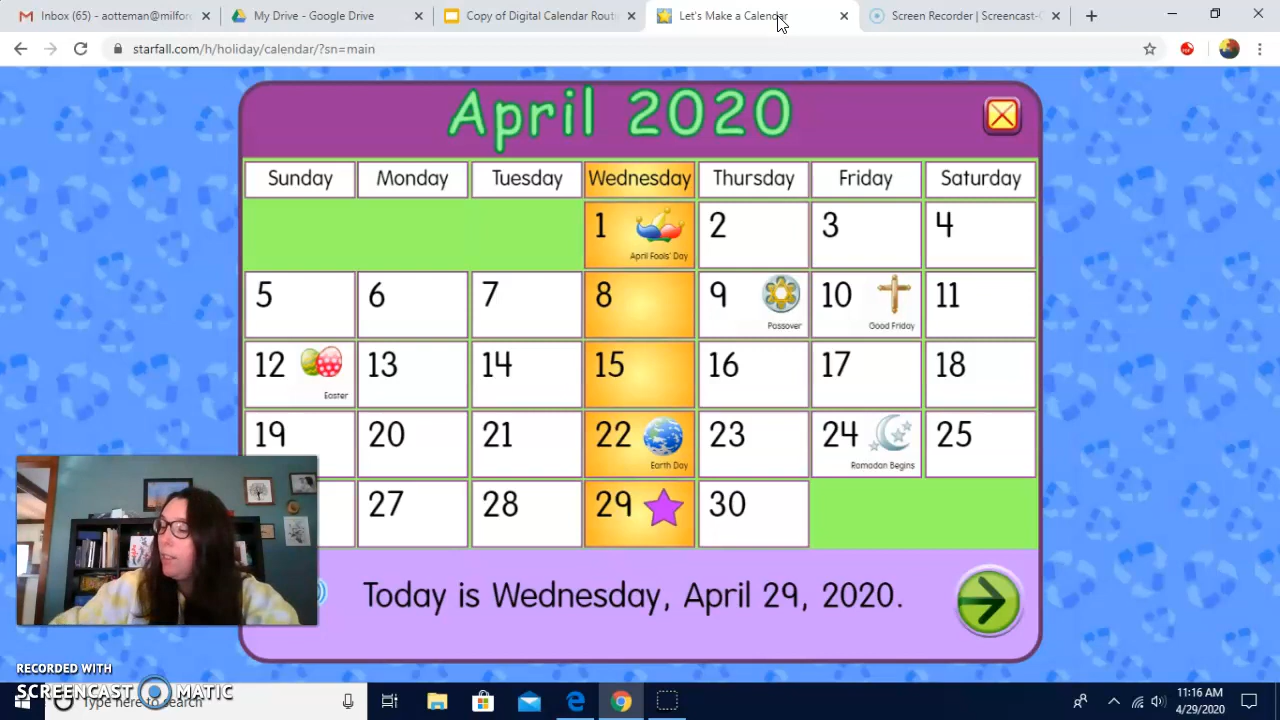 Inbox (65) - aotteman@milfor
My Drive - Google Drive
Copy of Digital Calendar Routi
Let's Make a Calendar
Screen Recorder | Screencast-O
starfall.com/h/holiday/calendar/?sn=main
April 2020
Sunday Monday Tuesday Wednesday Thursday Friday Saturday
1 2 3 4
April Fools' Day
5 6 7 8 9 10 11
Passover Good Friday
12 13 14 15 16 17 18
Easter
19 20 21 22 23 24 25
Earth Day Ramadan Begins
27 28 29 30
Today is Wednesday, April 29, 2020.
RECORDED WITH
SCREENCAST MATIC
Type here to search
11:16 AM
4/29/2020